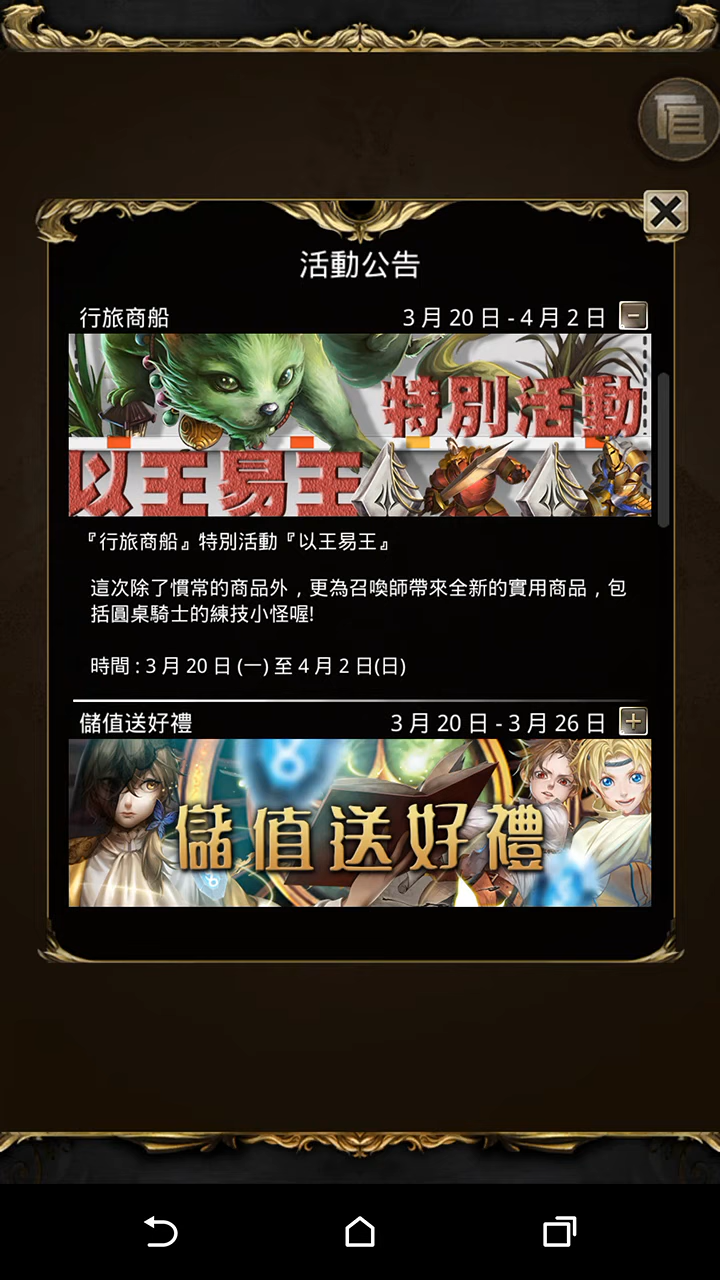 活動公告
行旅商船 3月20日-4月2日
特別活動
以王易王
『行旅商船』特別活動『以王易王』
這次除了慣常的商品外，更為召喚師帶來全新的實用商品，包
括圓桌騎士的練技小怪喔!
時間:3月20日(一)至4月2日(日)
儲值送好禮 3月20日-3月26日
儲值送好禮